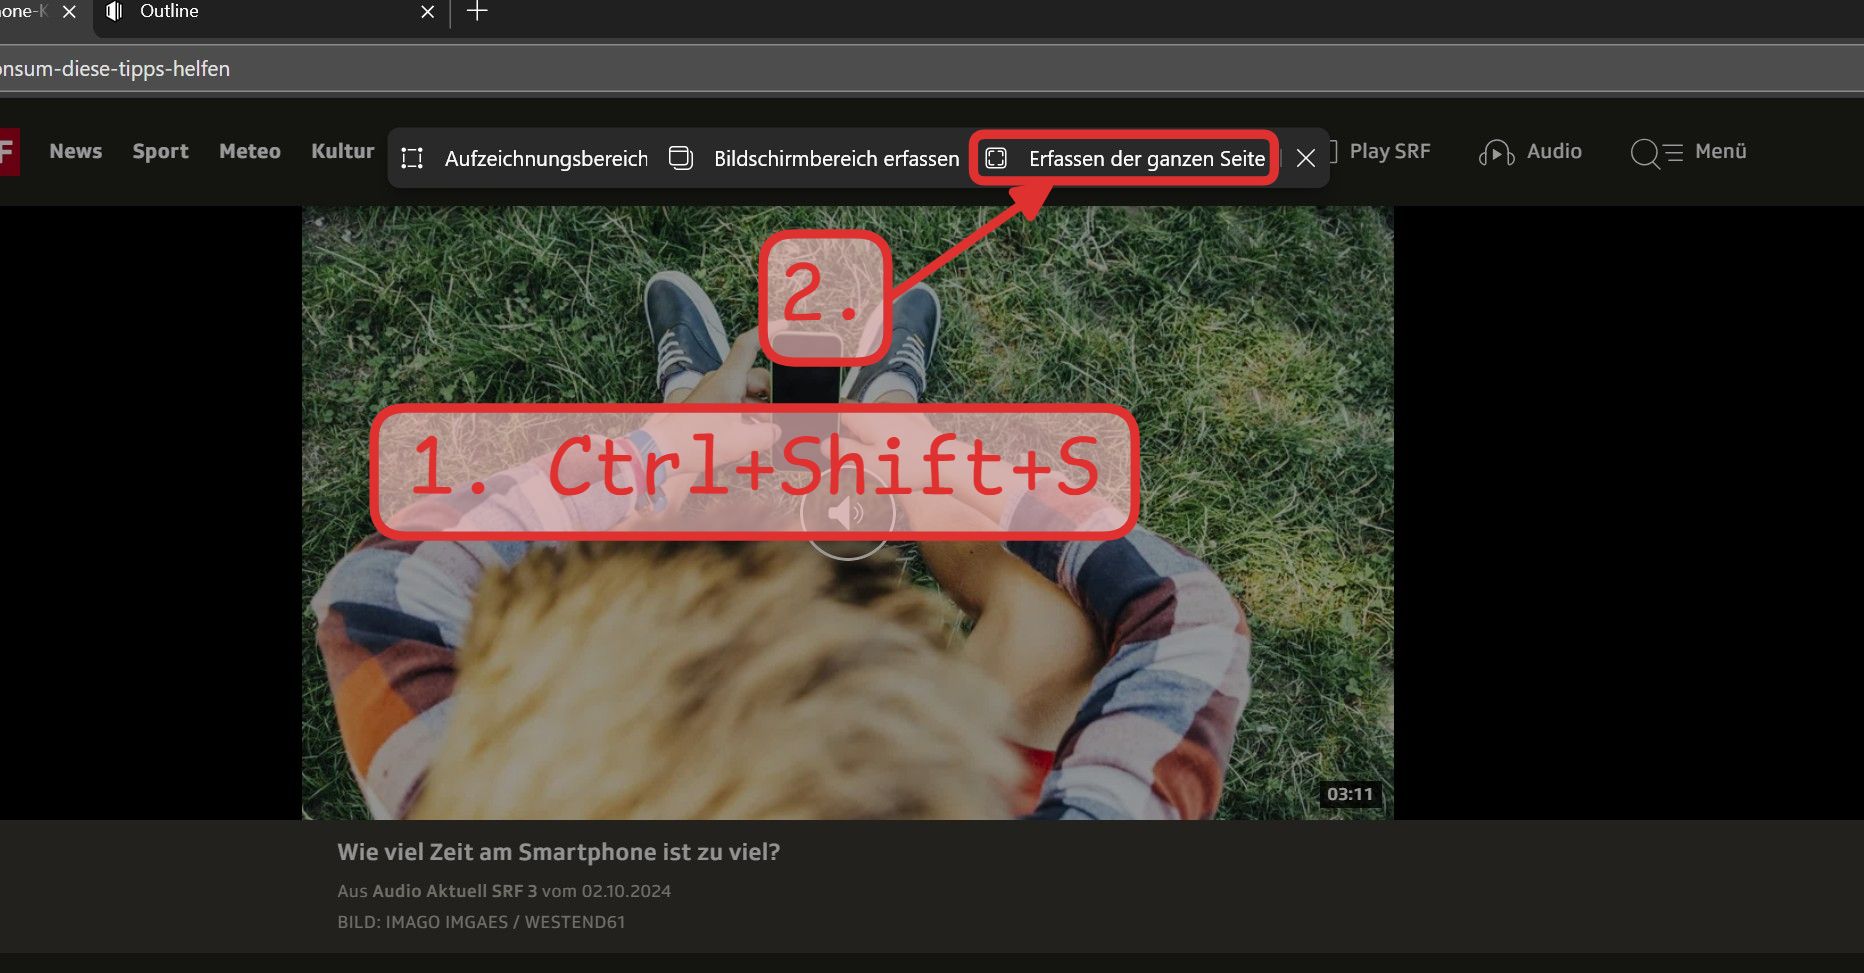 one-K
Outline
onsum-diese-tipps-helfen
F News Sport Meteo Kultur
Aufzeichnungsbereich Bildschirmbereich erfassen Erfassen der ganzen Seite
Play SRF Audio Menü
2.
1. Ctrl+Shift+S
03:11
Wie viel Zeit am Smartphone ist zu viel?
Aus Audio Aktuell SRF 3 vom 02.10.2024
BILD: IMAGO IMGAES / WESTEND61